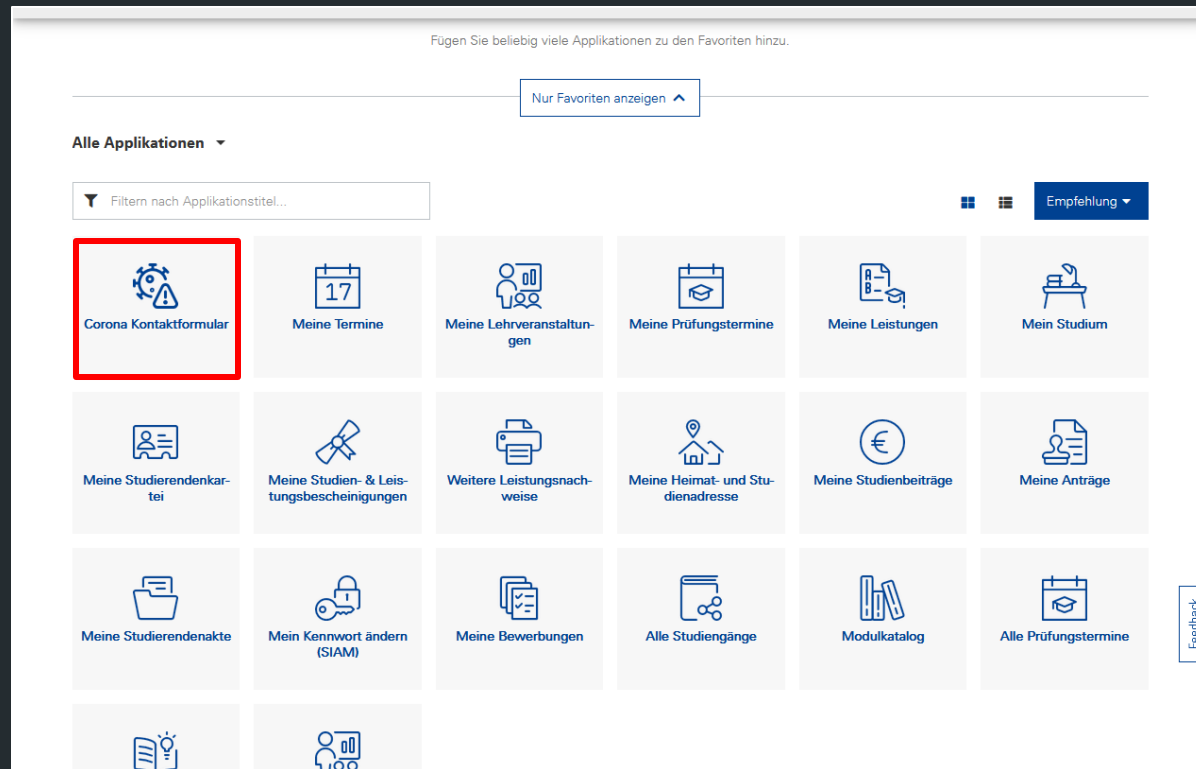 Fügen Sie beliebig viele Applikationen zu den Favoriten hinzu.
Nur Favoriten anzeigen
Alle Applikationen
Filtern nach Applikationstitel...
Empfehlung
Corona Kontaktformular
17
Meine Termine
Meine Lehrveranstaltun-
gen
Meine Prüfungstermine
A
B
Meine Leistungen
Mein Studium
Meine Studierendenkar-
tei
Meine Studien- & Leis-
tungsbescheinigungen
Weitere Leistungsnach-
weise
Meine Heimat- und Stu-
dienadresse
€
Meine Studienbeiträge
Meine Anträge
Meine Studierendenakte
Mein Kennwort ändern
(SIAM)
Meine Bewerbungen
Alle Studiengänge
Modulkatalog
Alle Prüfungstermine
Feedback